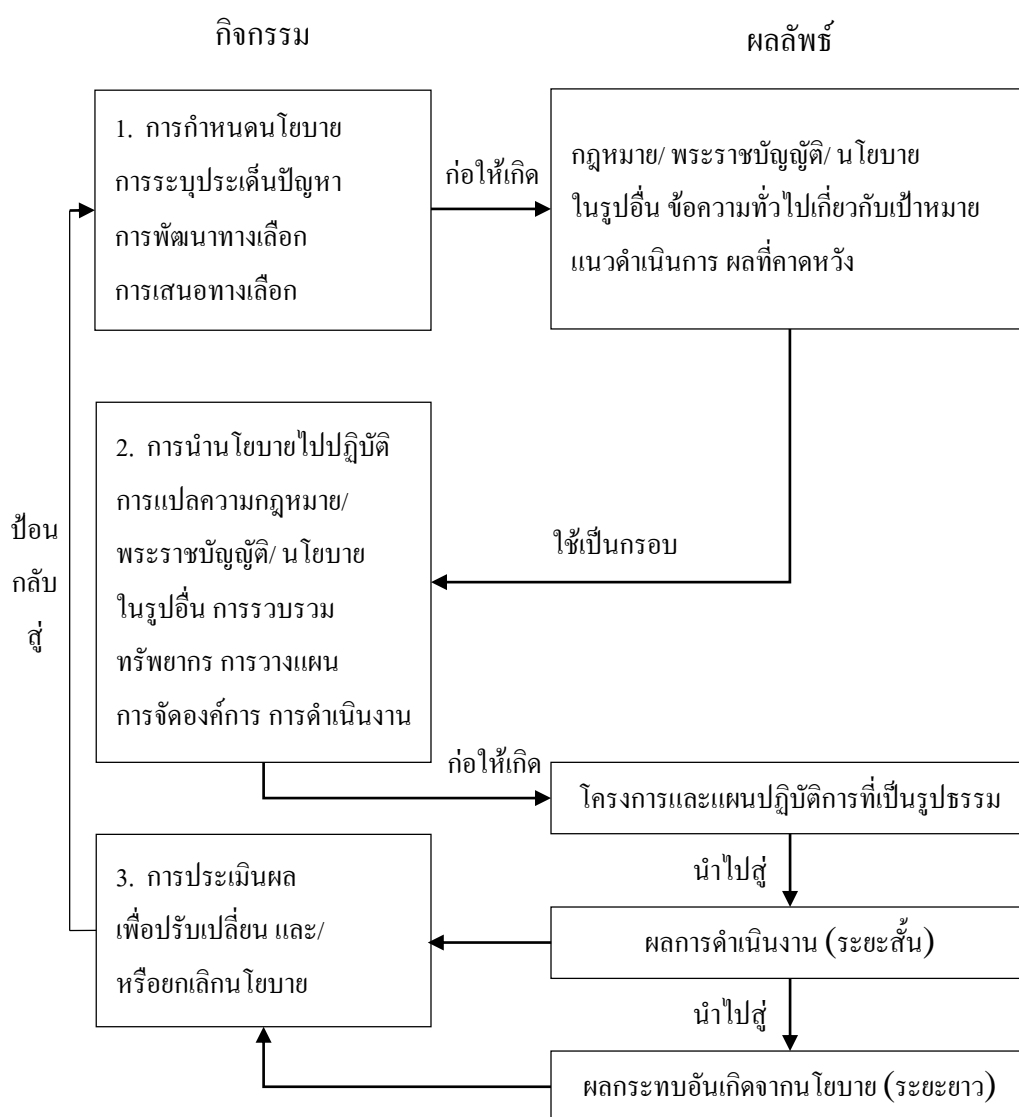 กิจกรรม
ผลลัพธ์
1. การกำหนดนโยบาย
การระบุประเด็นปัญหา
การพัฒนาทางเลือก
การเสนอทางเลือก
ก่อให้เกิด
กฎหมาย/ พระราชบัญญัติ/ นโยบาย
ในรูปอื่น ข้อความทั่วไปเกี่ยวกับเป้าหมาย
แนวดำเนินการ ผลที่คาดหวัง
2. การนำนโยบายไปปฏิบัติ
การแปลความกฎหมาย/
พระราชบัญญัติ/ นโยบาย
ในรูปอื่น การรวบรวม
ทรัพยากร การวางแผน
การจัดองค์การ การดำเนินงาน
ใช้เป็นกรอบ
ป้อน
กลับ
สู่
ก่อให้เกิด
โครงการและแผนปฏิบัติการที่เป็นรูปธรรม
นำไปสู่
3. การประเมินผล
เพื่อปรับเปลี่ยน และ/
หรือยกเลิกนโยบาย
ผลการดำเนินงาน (ระยะสั้น)
นำไปสู่
ผลกระทบอันเกิดจากนโยบาย (ระยะยาว)